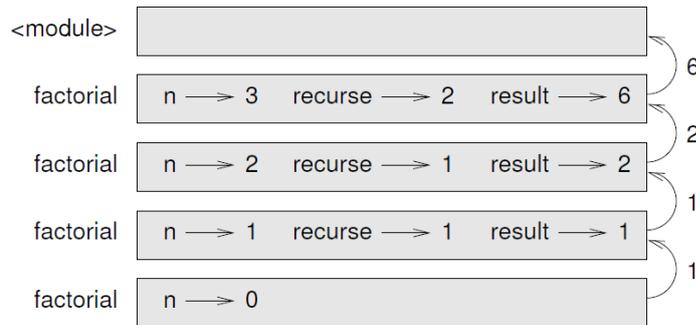 <module>
6
factorial n 3 recurse 2 result 6
2
factorial n 2 recurse 1 result 2
1
factorial n 1 recurse 1 result 1
1
factorial n 0